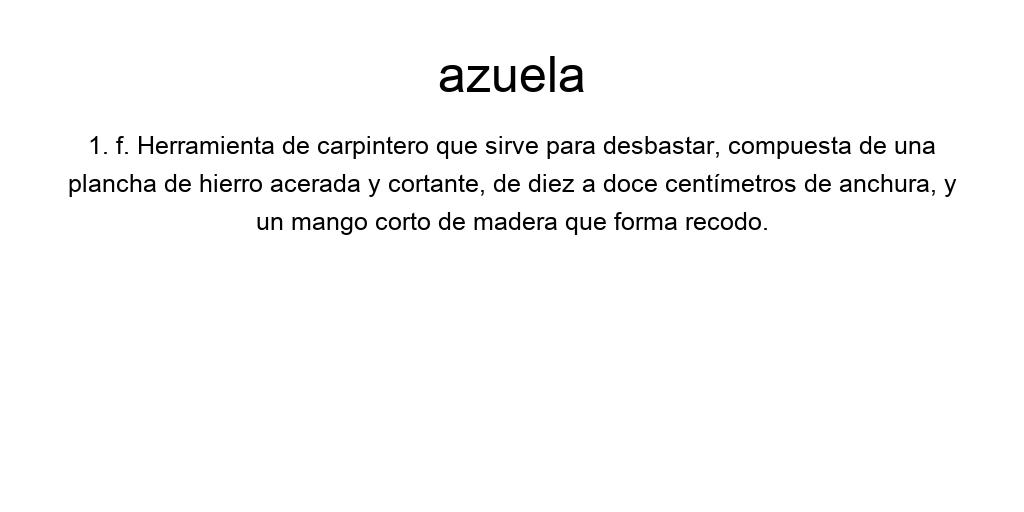 azuela
1. f. Herramienta de carpintero que sirve para desbastar, compuesta de una
plancha de hierro acerada y cortante, de diez a doce centímetros de anchura, y
un mango corto de madera que forma recodo.